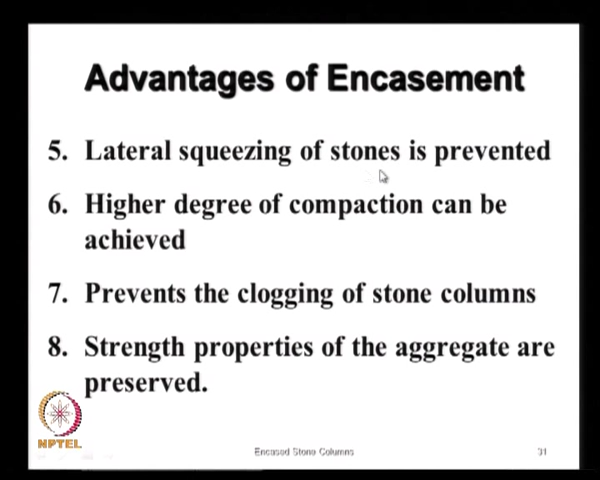 Advantages of Encasement
5. Lateral squeezing of stones is prevented
6. Higher degree of compaction can be
achieved
7. Prevents the clogging of stone columns
8. Strength properties of the aggregate are
preserved.
NPTEL
Encased Stone Columns
31